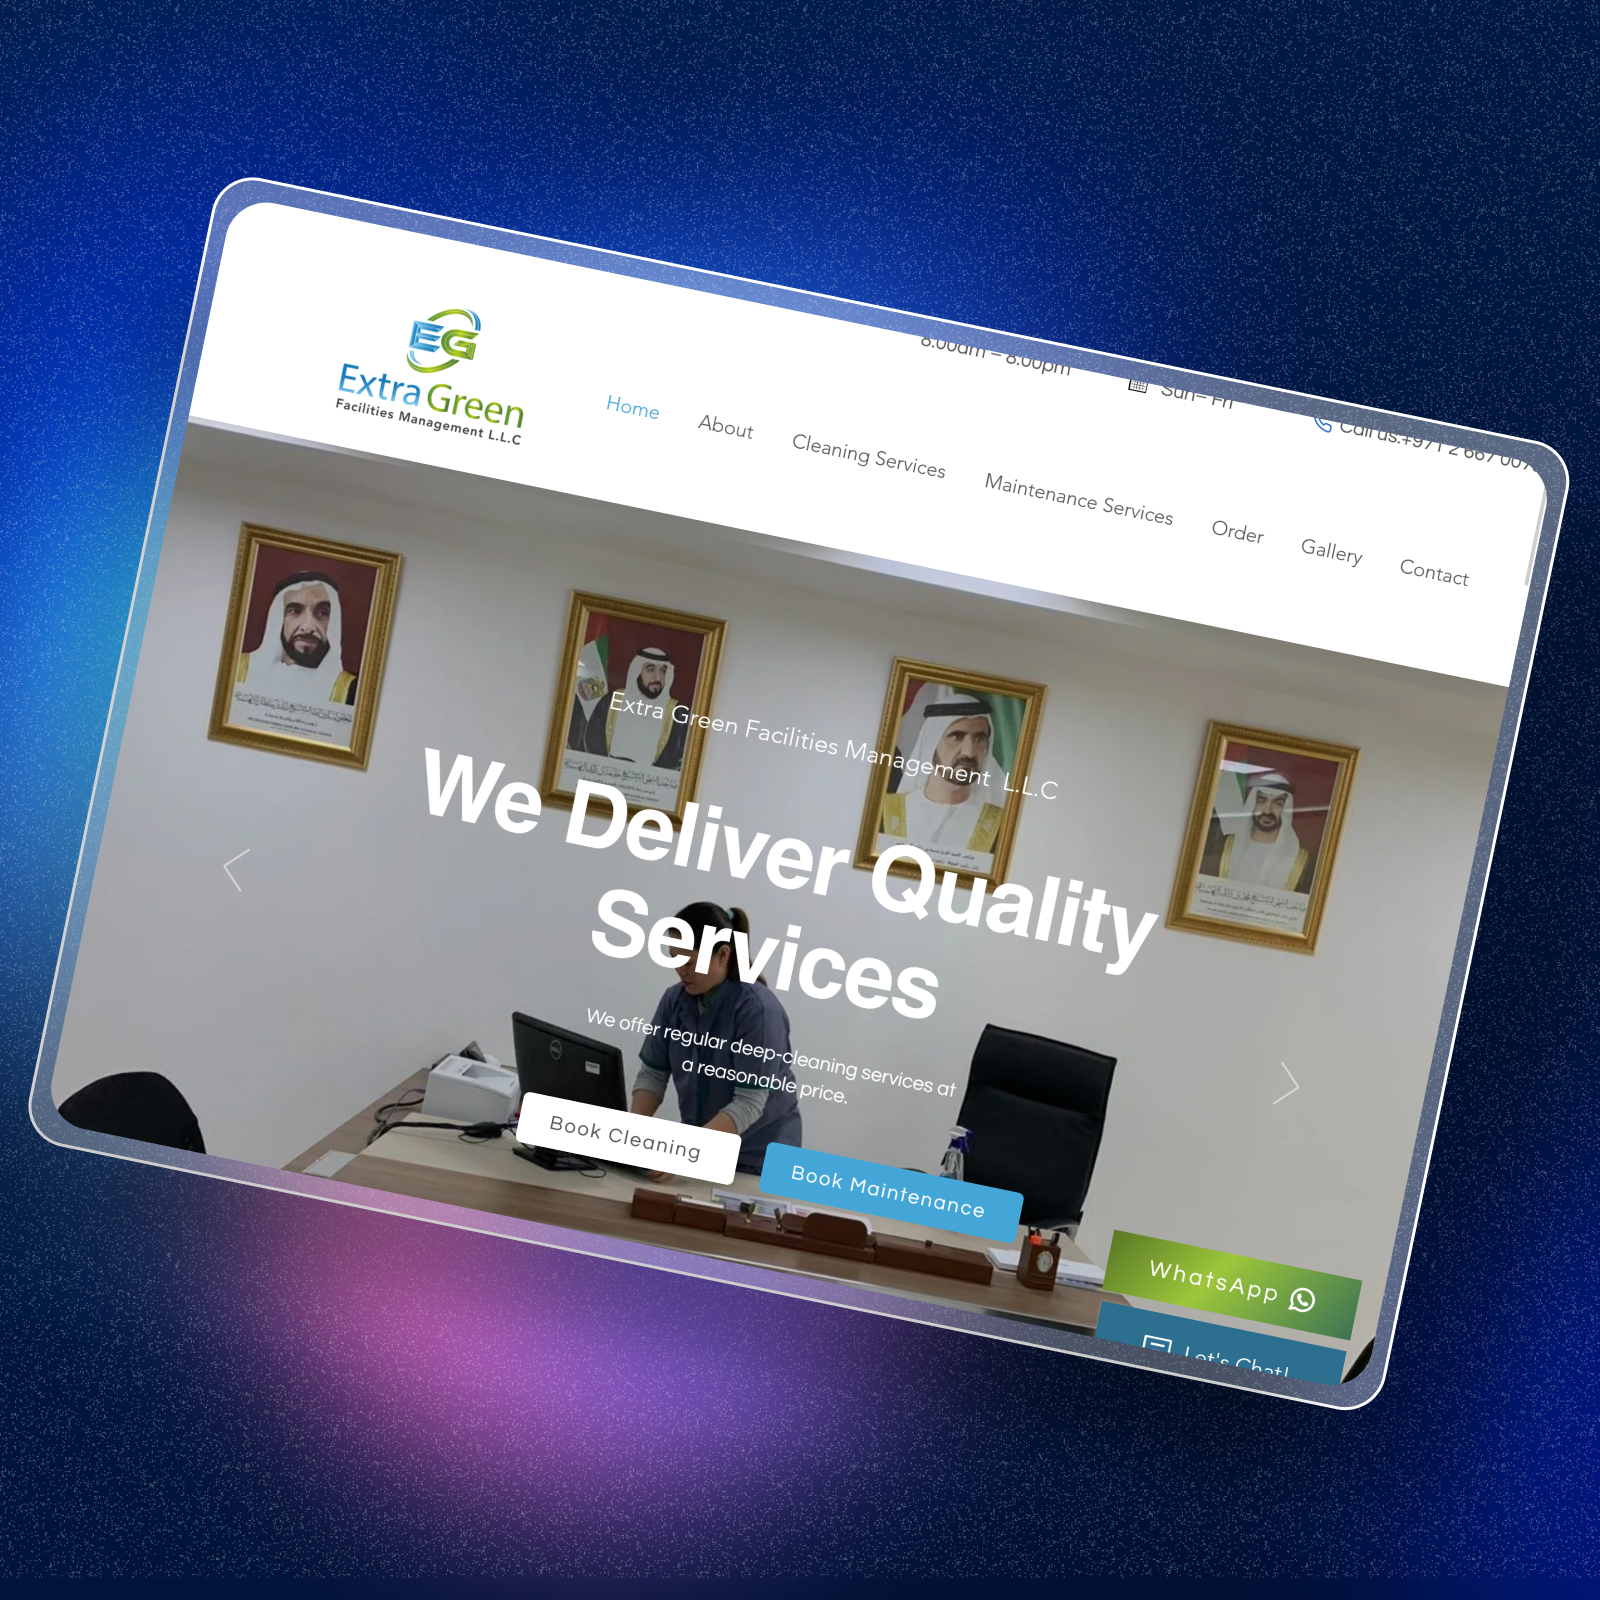 8:00am – 8:00pm
Sun– Fri
Call us:+971 2 667
EG
Extra Green
Facilities Management L.L.C
Home
About
Cleaning Services
Maintenance Services
Order
Gallery
Contact
Extra Green Facilities Management L.L.C
We Deliver Quality
Services
We offer regular deep-cleaning services at
a reasonable price.
Book Cleaning
Book Maintenance
WhatsApp
Let's Chat!